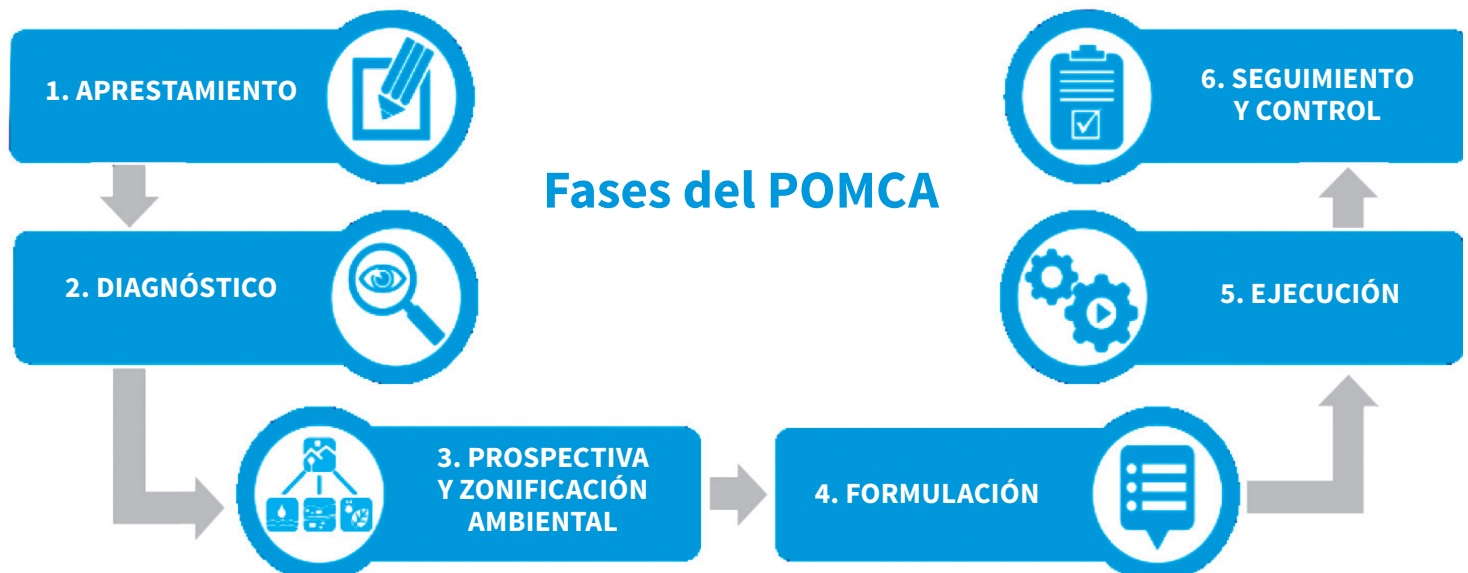 Fases del POMCA
1. APRESTAMIENTO
2. DIAGNÓSTICO
3. PROSPECTIVA
Y ZONIFICACIÓN
AMBIENTAL
4. FORMULACIÓN
5. EJECUCIÓN
6. SEGUIMIENTO
Y CONTROL